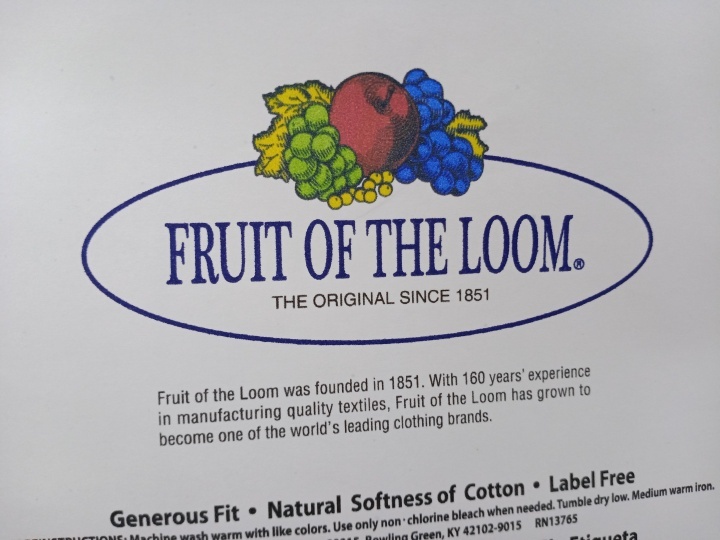 FRUIT OF THE LOOM®
THE ORIGINAL SINCE 1851
Fruit of the Loom was founded in 1851. With 160 years' experience
in manufacturing quality textiles, Fruit of the Loom has grown to
become one of the world's leading clothing brands.
Generous Fit • Natural Softness of Cotton • Label Free
Machine wash warm with like colors. Use only non-chlorine bleach when needed. Tumble dry low. Medium warm iron.
Bowling Green, KY 42102-9015 RN13765
Etiqueta